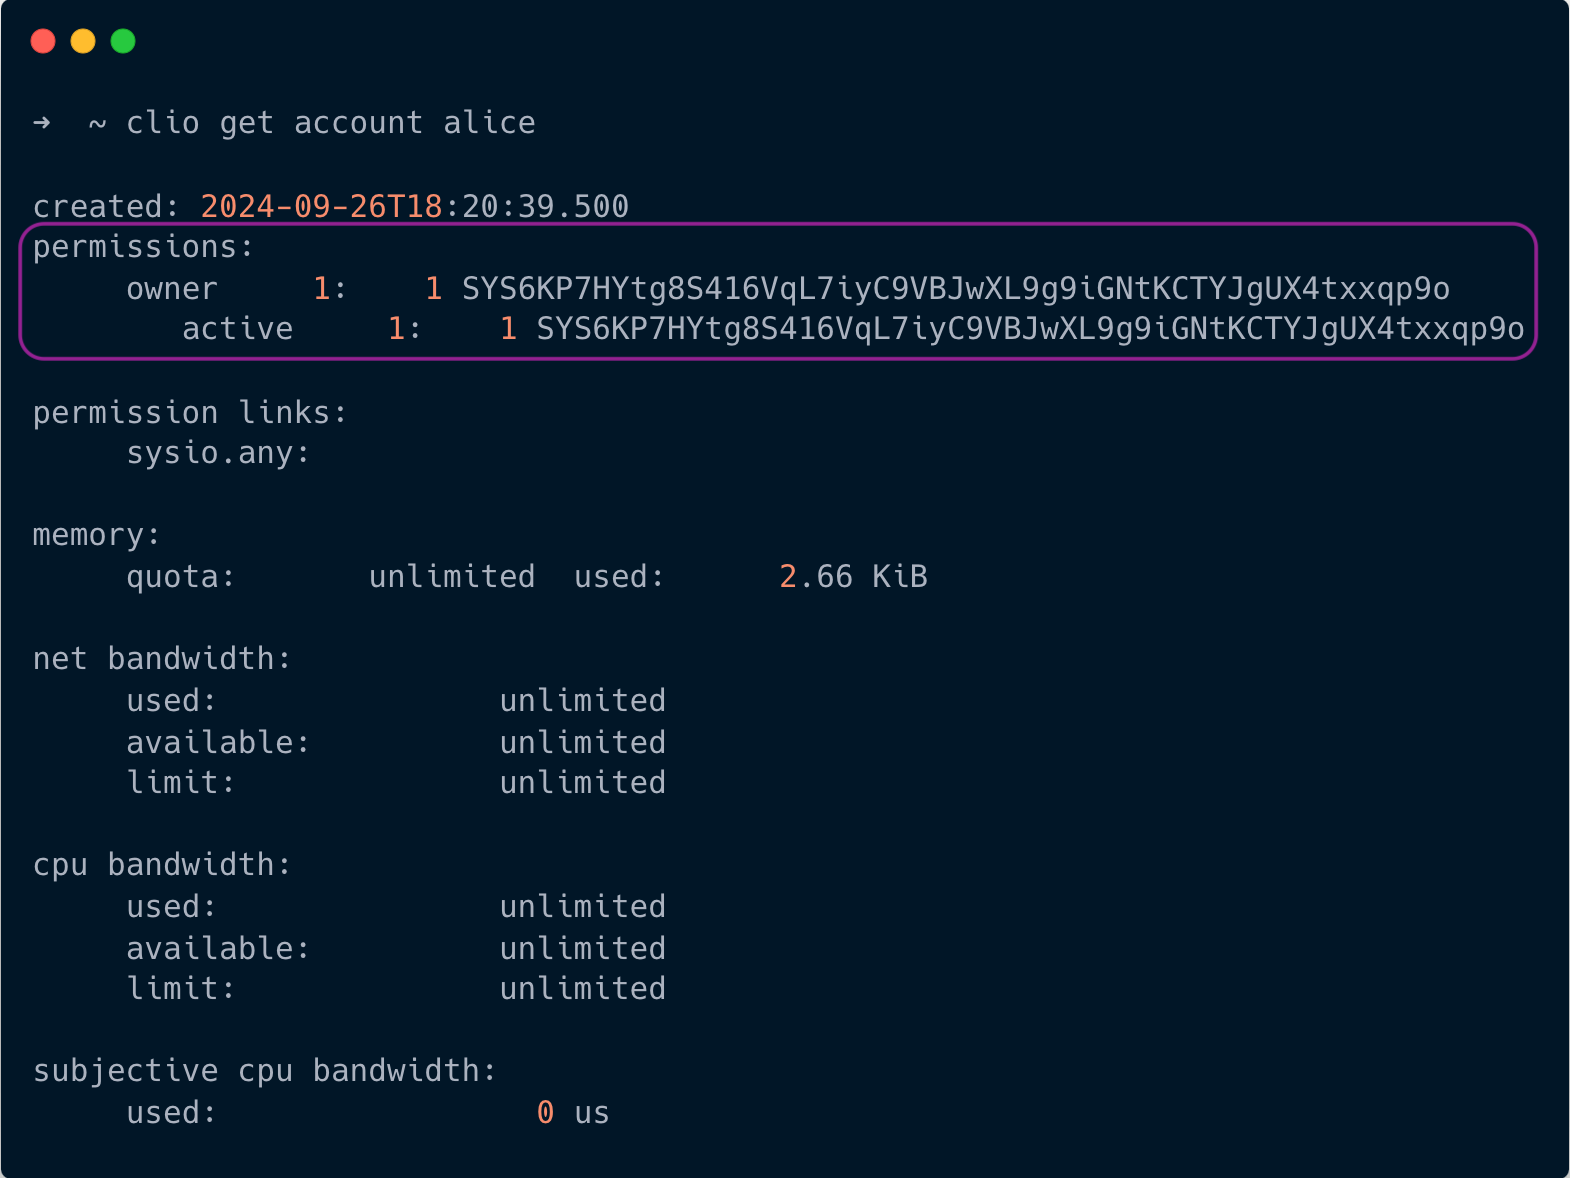 →  ~ clio get account alice
created: 2024-09-26T18:20:39.500
permissions:
     owner     1:    1 SYS6KP7HYtg8S416VqL7iyC9VBJwXL9g9iGNtKCTYJgUX4txxqp9o
        active     1:    1 SYS6KP7HYtg8S416VqL7iyC9VBJwXL9g9iGNtKCTYJgUX4txxqp9o
permission links:
     sysio.any:
memory:
     quota:       unlimited  used:      2.66 KiB
net bandwidth:
     used:               unlimited
     available:          unlimited
     limit:              unlimited
cpu bandwidth:
     used:               unlimited
     available:          unlimited
     limit:              unlimited
subjective cpu bandwidth:
     used:                 0 us